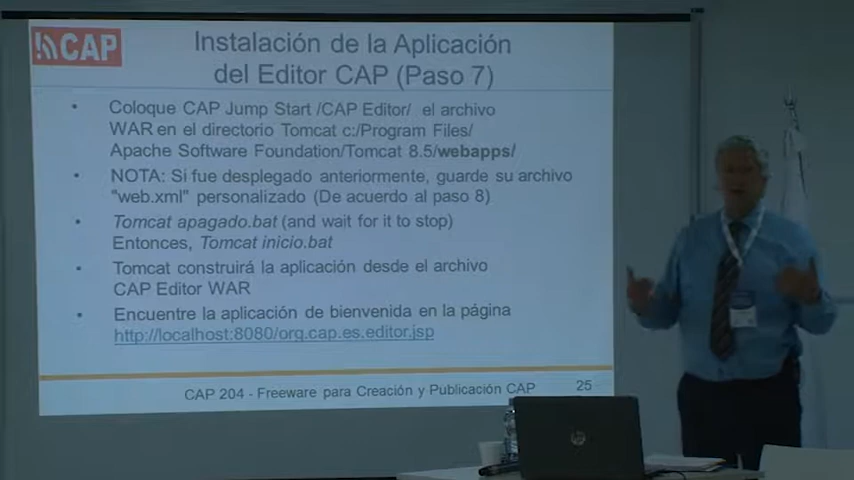 CAP
Instalación de la Aplicación
del Editor CAP (Paso 7)
• Coloque CAP Jump Start /CAP Editor/ el archivo
WAR en el directorio Tomcat c:/Program Files/
Apache Software Foundation/Tomcat 8.5/webapps/
• NOTA: Si fue desplegado anteriormente, guarde su archivo
"web.xml" personalizado (De acuerdo al paso 8)
• Tomcat apagado.bat (and wait for it to stop)
Entonces, Tomcat inicio.bat
• Tomcat construirá la aplicación desde el archivo
CAP Editor WAR
• Encuentre la aplicación de bienvenida en la página
http://localhost:8080/org.cap.es.editor.jsp
CAP 204 - Freeware para Creación y Publicación CAP
25
hp